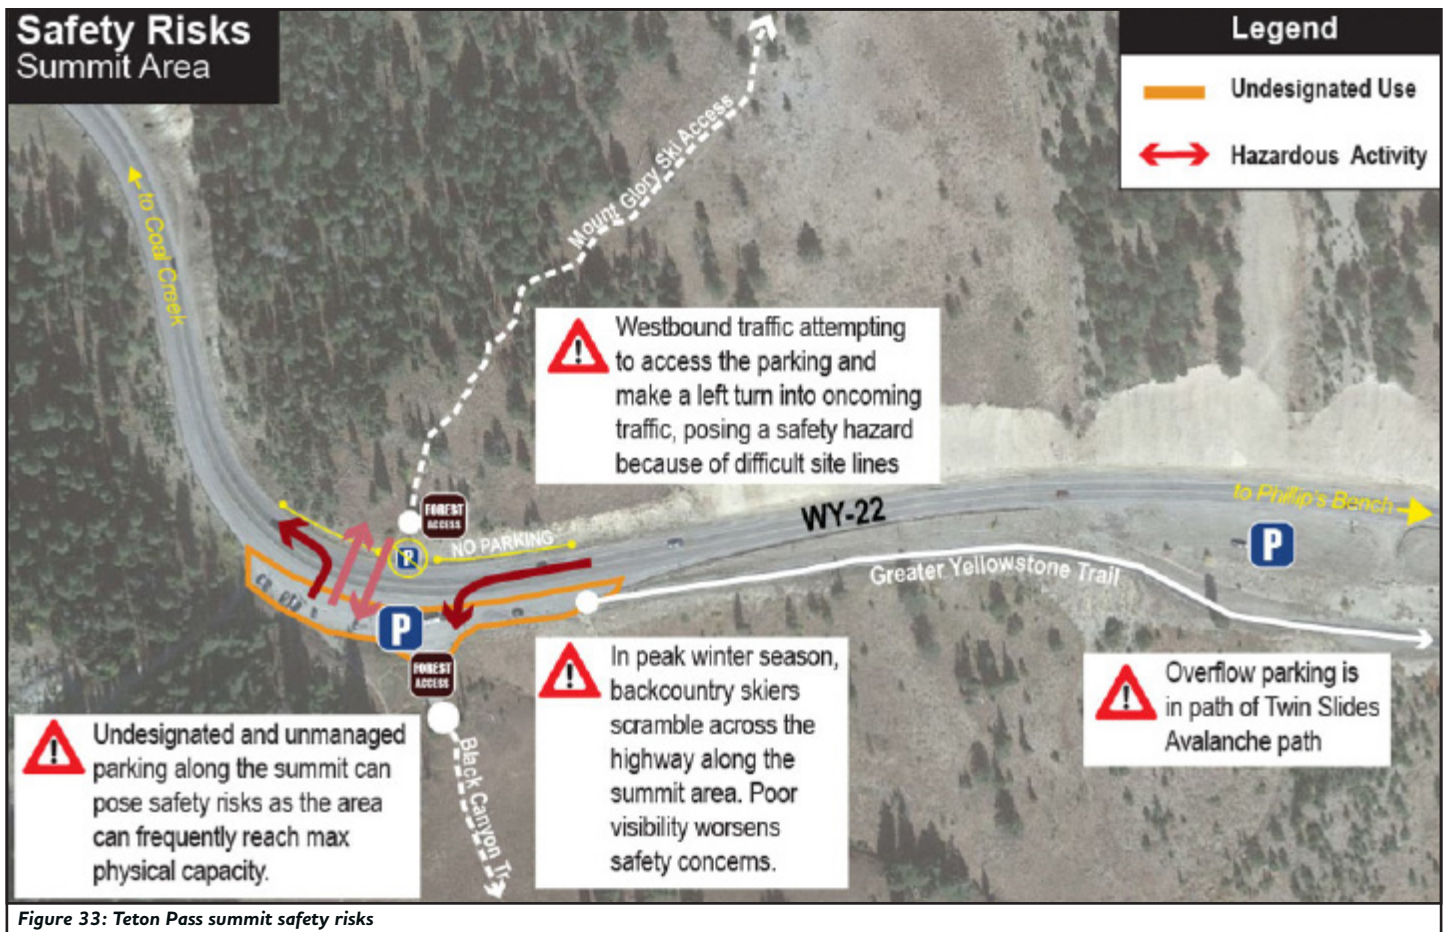 Safety Risks
Summit Area
Legend
Undesignated Use
Hazardous Activity
to Coal Creek
Mount Glory Ski Access
Westbound traffic attempting
to access the parking and
make a left turn into oncoming
traffic, posing a safety hazard
because of difficult site lines
FOREST
ACCESS
P
NO PARKING
WY-22
to Phillip's Bench
P
Greater Yellowstone Trail
P
FOREST
ACCESS
Black Canyon Tr
Undesignated and unmanaged
parking along the summit can
pose safety risks as the area
can frequently reach max
physical capacity.
In peak winter season,
backcountry skiers
scramble across the
highway along the
summit area. Poor
visibility worsens
safety concerns.
Overflow parking is
in path of Twin Slides
Avalanche path
Figure 33: Teton Pass summit safety risks